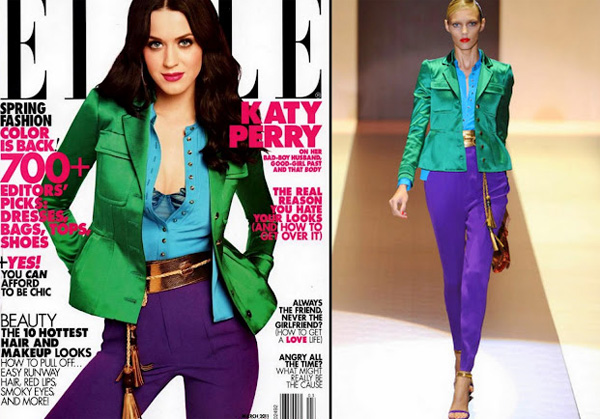 ELLE
SPRING
FASHION
COLOR
IS BACK!
700+
EDITORS'
PICKS:
DRESSES,
BAGS, TOPS,
SHOES
+YES!
YOU CAN
AFFORD
TO BE CHIC
BEAUTY
THE 10 HOTTEST
HAIR AND
MAKEUP LOOKS
HOW TO PULL OFF...
EASY RUNWAY
HAIR, RED LIPS,
SMOKY EYES,
AND MORE!
KATY
PERRY
ON HER
BAD-BOY HUSBAND,
GOOD-GIRL PAST
AND THAT BODY
THE REAL
REASON
YOU HATE
YOUR LOOKS
(AND HOW TO
GET OVER IT)
ALWAYS
THE FRIEND,
NEVER THE
GIRLFRIEND?
(HOW TO GET
A LOVE LIFE)
ANGRY ALL
THE TIME?
WHAT MIGHT
REALLY BE
THE CAUSE
MARCH 2011